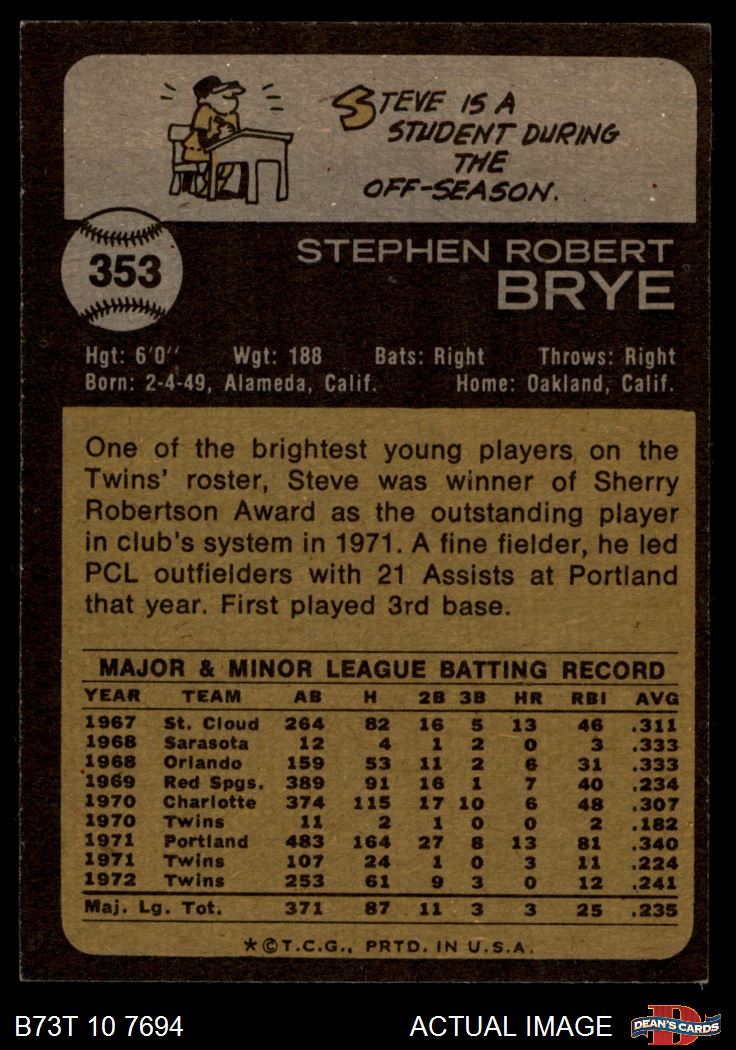 STEVE IS A
STUDENT DURING
THE
OFF-SEASON.
353
STEPHEN ROBERT
BRYE
Hgt: 6'0" Wgt: 188 Bats: Right Throws: Right
Born: 2-4-49, Alameda, Calif. Home: Oakland, Calif.
One of the brightest young players on the
Twins' roster, Steve was winner of Sherry
Robertson Award as the outstanding player
in club's system in 1971. A fine fielder, he led
PCL outfielders with 21 Assists at Portland
that year. First played 3rd base.
MAJOR & MINOR LEAGUE BATTING RECORD
YEAR TEAM AB H 2B 3B HR RBI AVG
1967 St. Cloud 264 82 16 5 13 46 .311
1968 Sarasota 12 4 1 2 0 3 .333
1968 Orlando 159 53 11 2 6 31 .333
1969 Red Spgs. 389 91 16 1 7 40 .234
1970 Charlotte 374 115 17 10 6 48 .307
1970 Twins 11 2 1 0 0 2 .182
1971 Portland 483 164 27 8 13 81 .340
1971 Twins 107 24 1 0 3 11 .224
1972 Twins 253 61 9 3 0 12 .241
Maj. Lg. Tot. 371 87 11 3 3 25 .235
*©T.C.G., PRTD. IN U.S.A.
B73T 10 7694 ACTUAL IMAGE D DEAN'S CARDS